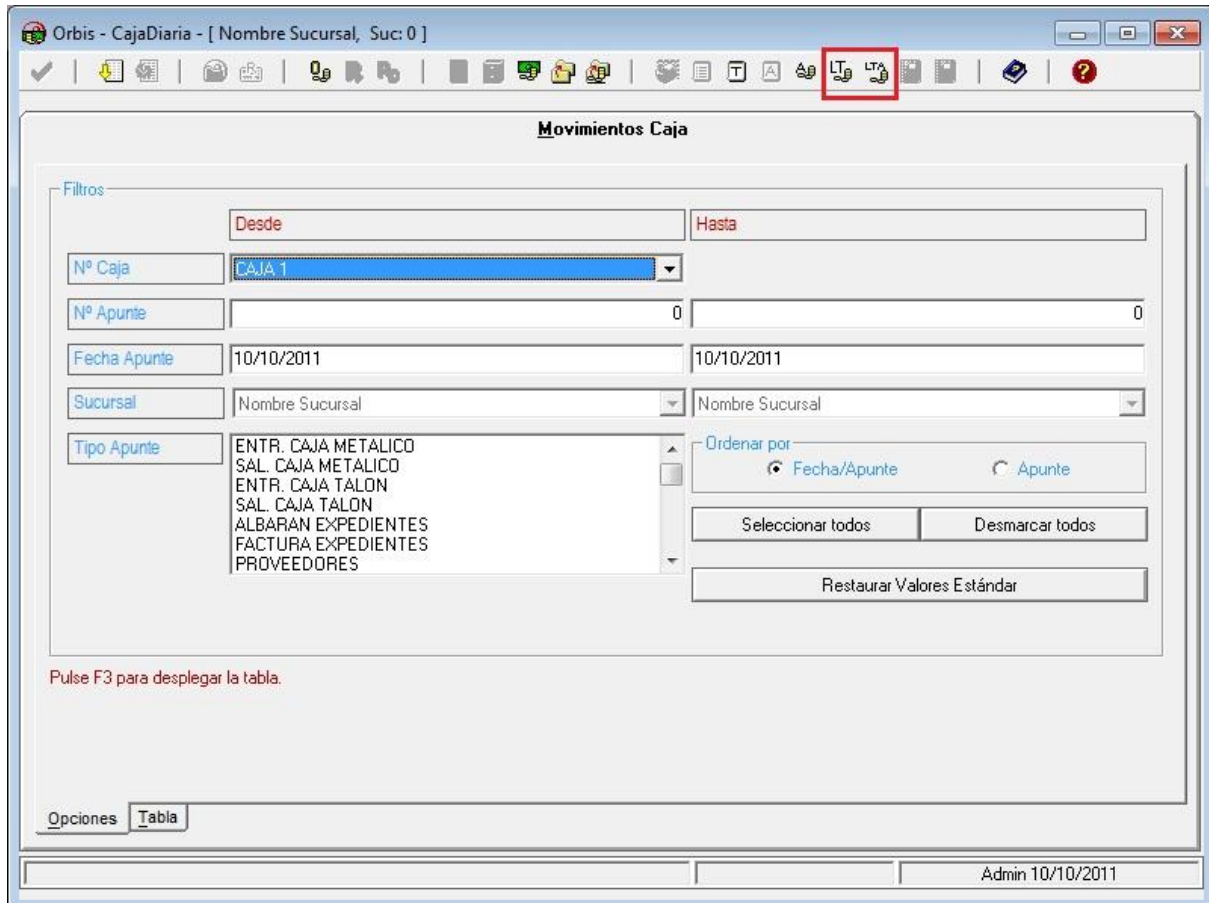 Orbis - CajaDiaria - [ Nombre Sucursal, Suc: 0 ]
T A LT LTA ?
Movimientos Caja
Filtros
Desde Hasta
Nº Caja CAJA 1
Nº Apunte 0 0
Fecha Apunte 10/10/2011 10/10/2011
Sucursal Nombre Sucursal Nombre Sucursal
Tipo Apunte
ENTR. CAJA METALICO
SAL. CAJA METALICO
ENTR. CAJA TALON
SAL. CAJA TALON
ALBARAN EXPEDIENTES
FACTURA EXPEDIENTES
PROVEEDORES
Ordenar por
Fecha/Apunte Apunte
Seleccionar todos Desmarcar todos
Restaurar Valores Estándar
Pulse F3 para desplegar la tabla.
Opciones Tabla
Admin 10/10/2011